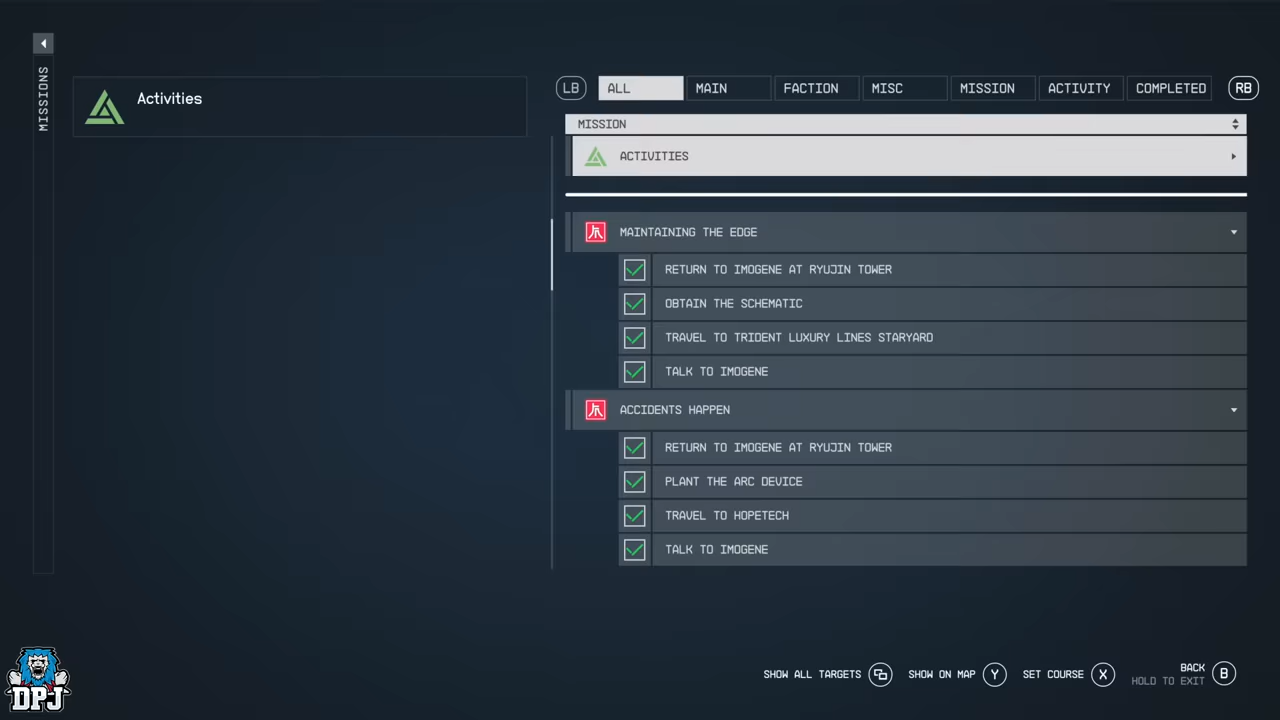 MISSIONS
Activities
LB
ALL
MAIN
FACTION
MISC
MISSION
ACTIVITY
COMPLETED
RB
MISSION
ACTIVITIES
MAINTAINING THE EDGE
RETURN TO IMOGENE AT RYUJIN TOWER
OBTAIN THE SCHEMATIC
TRAVEL TO TRIDENT LUXURY LINES STARYARD
TALK TO IMOGENE
ACCIDENTS HAPPEN
RETURN TO IMOGENE AT RYUJIN TOWER
PLANT THE ARC DEVICE
TRAVEL TO HOPETECH
TALK TO IMOGENE
SHOW ALL TARGETS
SHOW ON MAP Y
SET COURSE X
BACK B
HOLD TO EXIT
DPJ